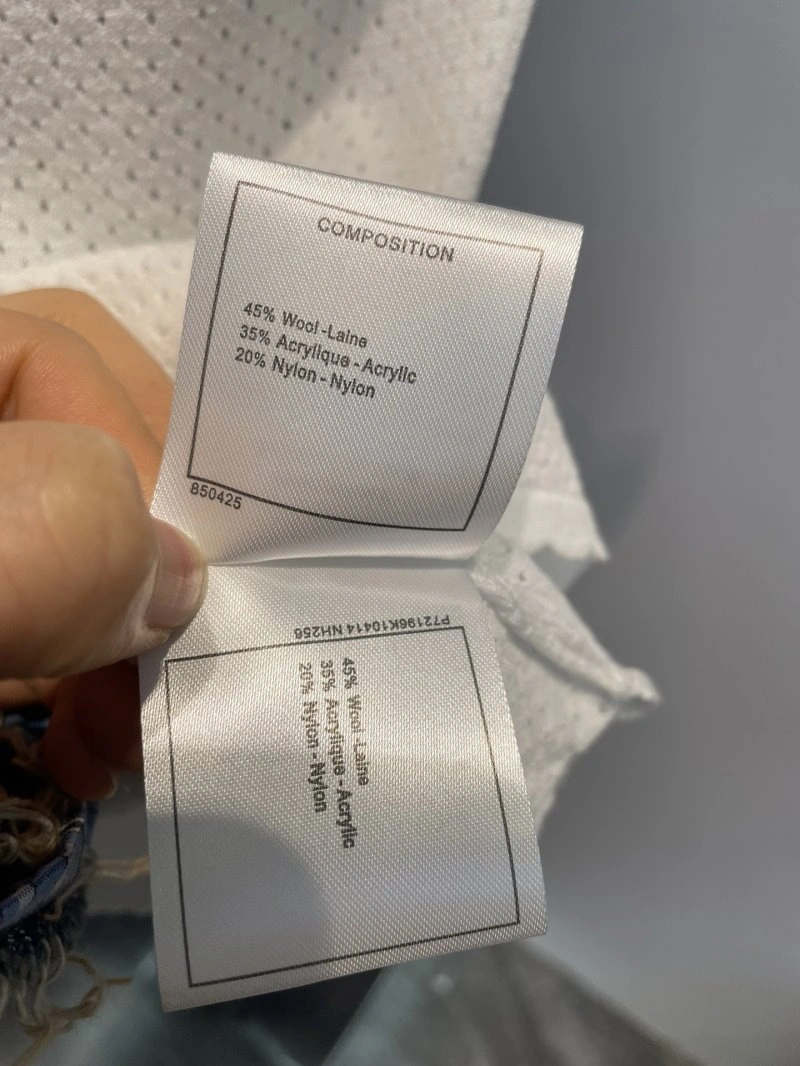 COMPOSITION
45% Wool - Laine
35% Acrylique - Acrylic
20% Nylon - Nylon
850425
P72196K10414 NH256
45% Wool - Laine
35% Acrylique - Acrylic
20% Nylon - Nylon